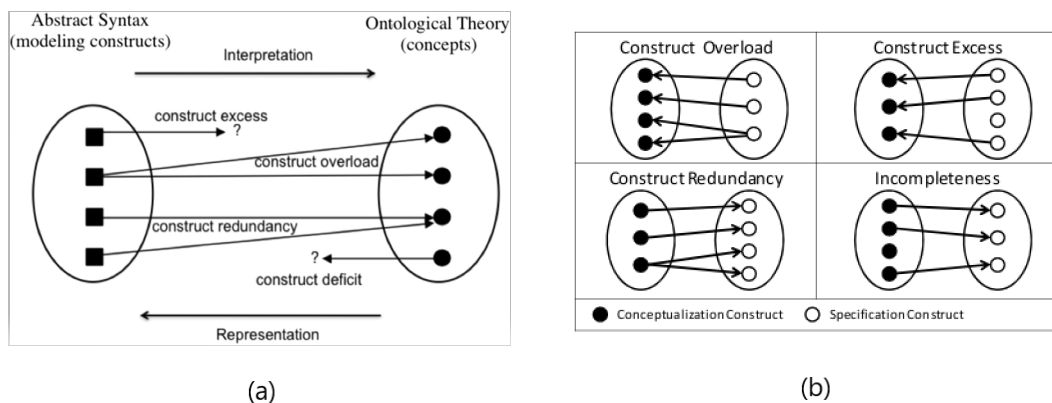 Abstract Syntax
(modeling constructs)
Ontological Theory
(concepts)
Interpretation
construct excess
?
construct overload
construct redundancy
?
construct deficit
Representation
(a)
Construct Overload
Construct Excess
Construct Redundancy
Incompleteness
Conceptualization Construct
Specification Construct
(b)